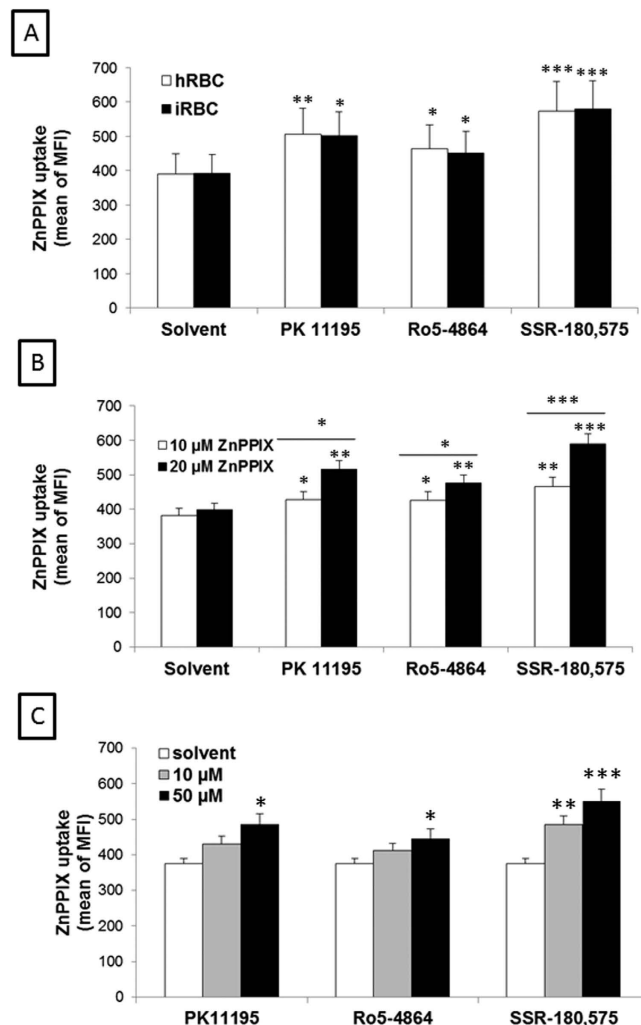 A
ZnPPIX uptake
(mean of MFI)
700
600
500
400
300
200
100
0
hRBC
iRBC
** *
* *
*** ***
Solvent PK 11195 Ro5-4864 SSR-180,575
B
ZnPPIX uptake
(mean of MFI)
700
600
500
400
300
200
100
0
10 µM ZnPPIX
20 µM ZnPPIX
*
* **
*
* **
***
** ***
Solvent PK 11195 Ro5-4864 SSR-180,575
C
ZnPPIX uptake
(mean of MFI)
700
600
500
400
300
200
100
0
solvent
10 µM
50 µM
*
*
** ***
PK11195 Ro5-4864 SSR-180,575